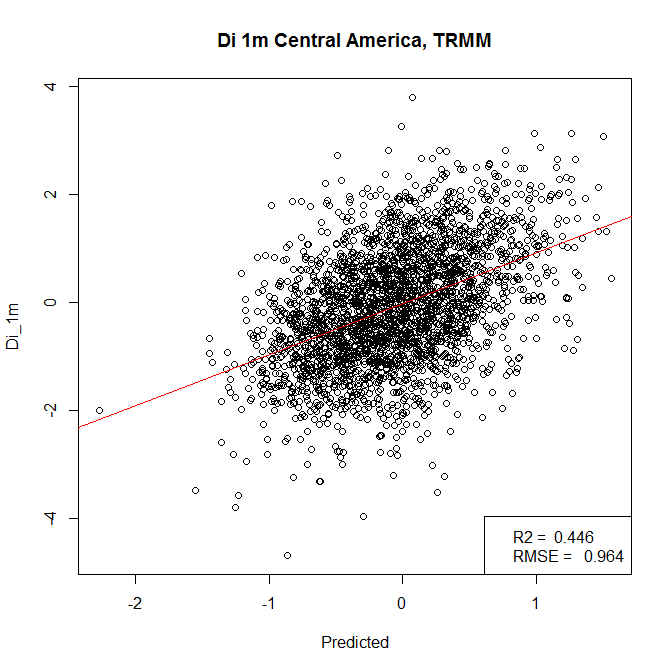 Di 1m Central America, TRMM
4
2
0
-2
-4
Di_1m
-2 -1 0 1
Predicted
R2 = 0.446
RMSE = 0.964